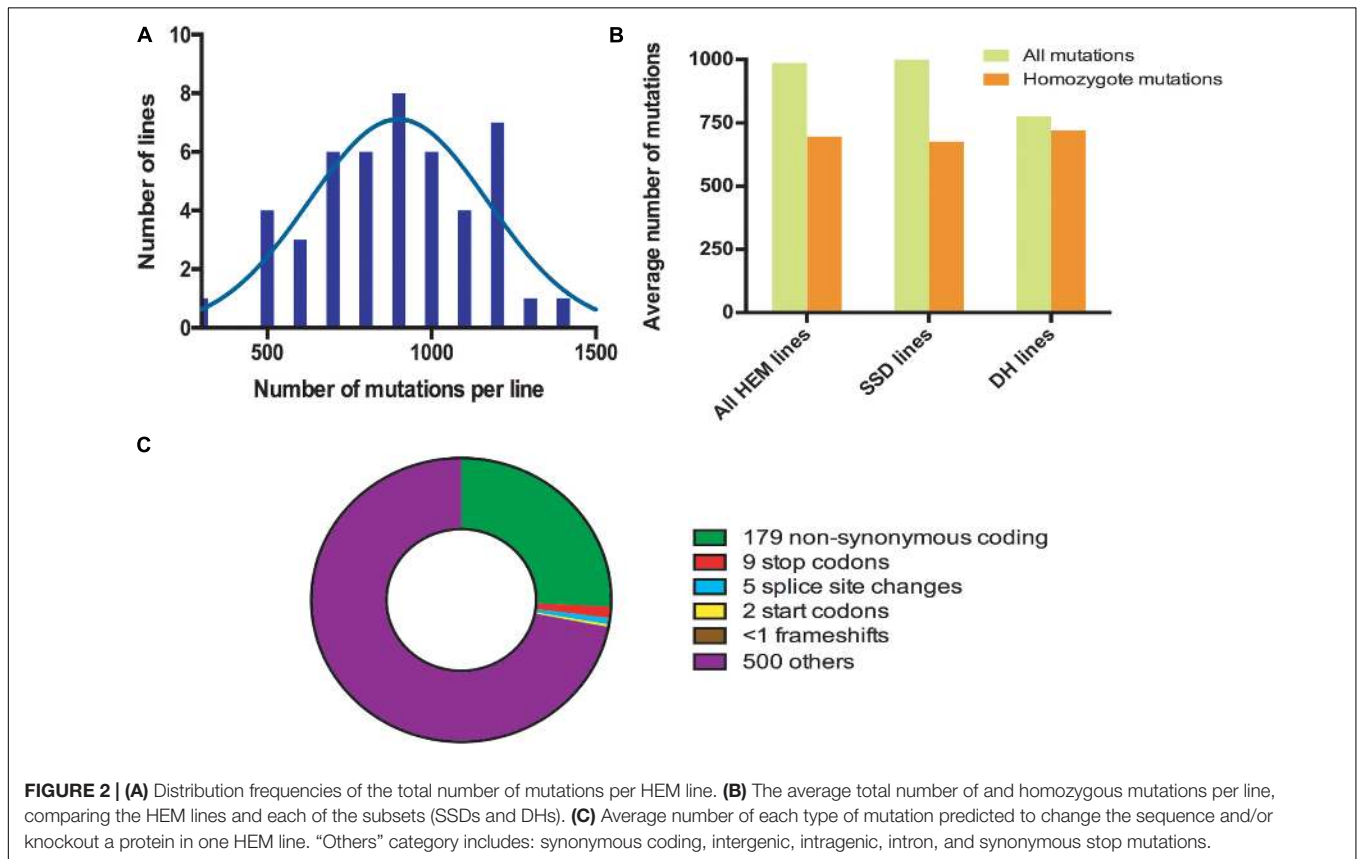 A
10
8
6
4
2
0
Number of lines
500
1000
1500
Number of mutations per line
B
1000
750
500
250
0
Average number of mutations
All mutations
Homozygote mutations
All HEM lines
SSD lines
DH lines
C
179 non-synonymous coding
9 stop codons
5 splice site changes
2 start codons
<1 frameshifts
500 others
FIGURE 2 | (A) Distribution frequencies of the total number of mutations per HEM line. (B) The average total number of and homozygous mutations per line,
comparing the HEM lines and each of the subsets (SSDs and DHs). (C) Average number of each type of mutation predicted to change the sequence and/or
knockout a protein in one HEM line. “Others” category includes: synonymous coding, intergenic, intragenic, intron, and synonymous stop mutations.